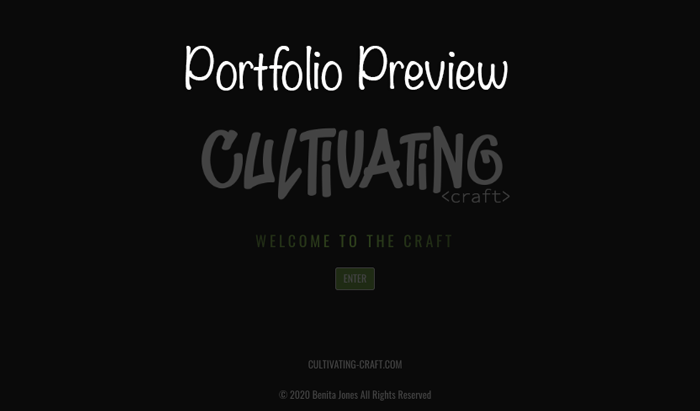 Portfolio Preview
CULTiVATiNG
<craft>
WELCOME TO THE CRAFT
ENTER
CULTIVATING-CRAFT.COM
© 2020 Benita Jones All Rights Reserved